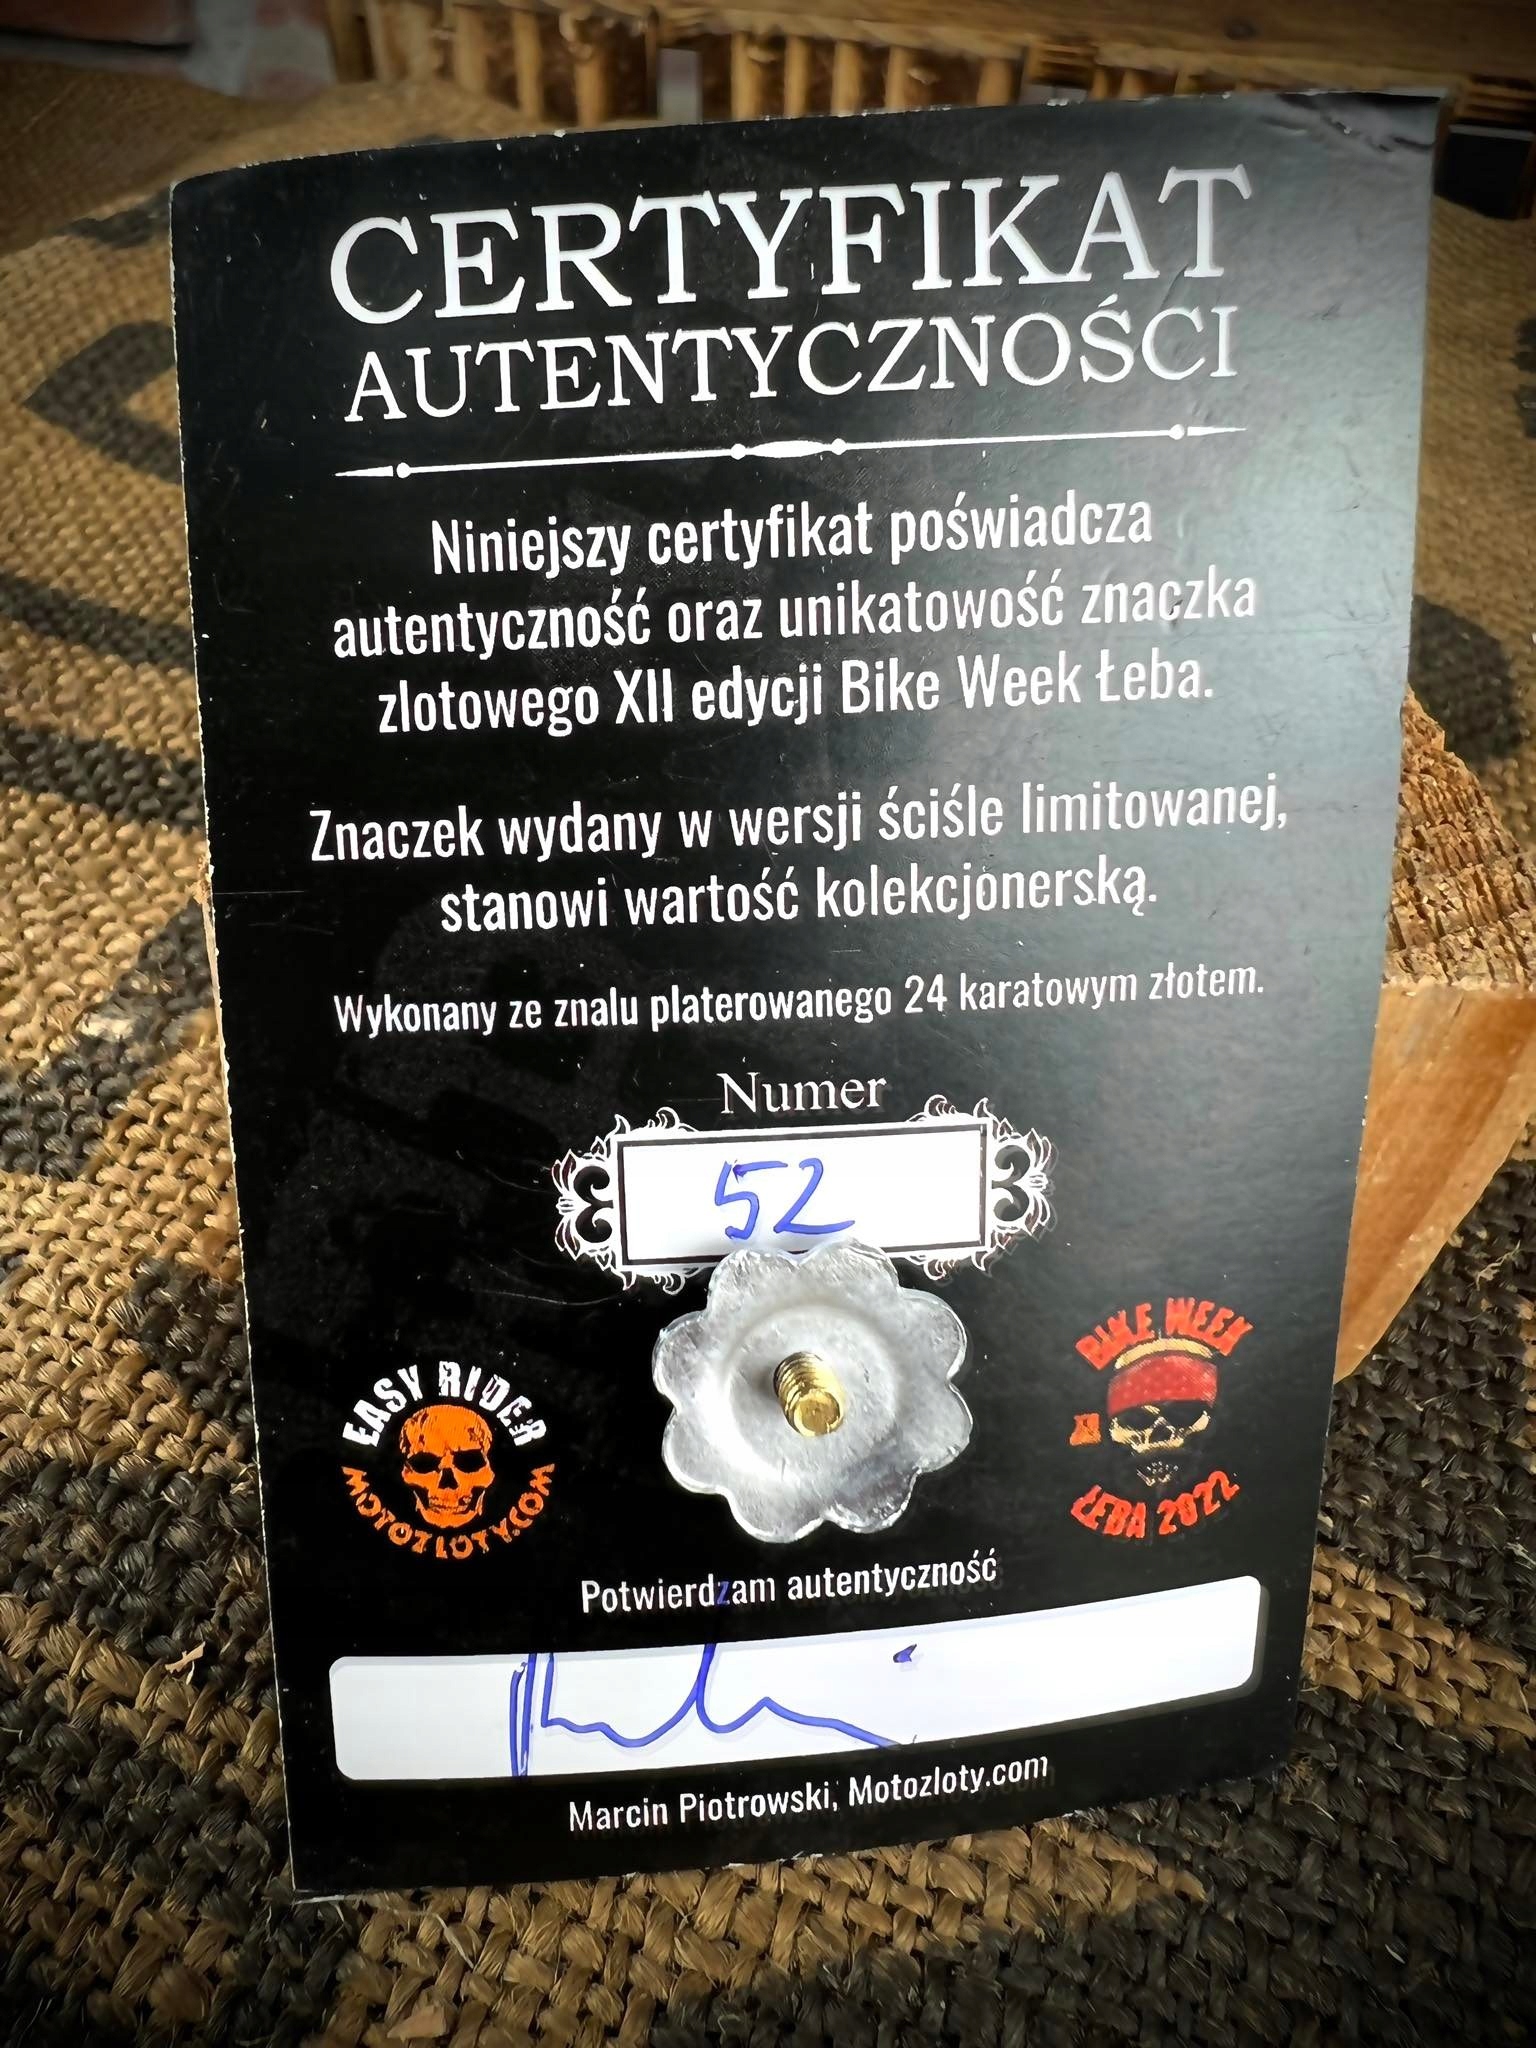 CERTYFIKAT
AUTENTYCZNOŚCI
Niniejszy certyfikat poświadcza
autentyczność oraz unikatowość znaczka
zlotowego XII edycji Bike Week Łeba.
Znaczek wydany w wersji ściśle limitowanej,
stanowi wartość kolekcjonerską.
Wykonany ze znalu platerowanego 24 karatowym złotem.
Numer
52
EASY RIDER
MOTOZLOTY.COM
BIKE WEEK
ŁEBA 2022
Potwierdzam autentyczność
Marcin Piotrowski, Motozloty.com